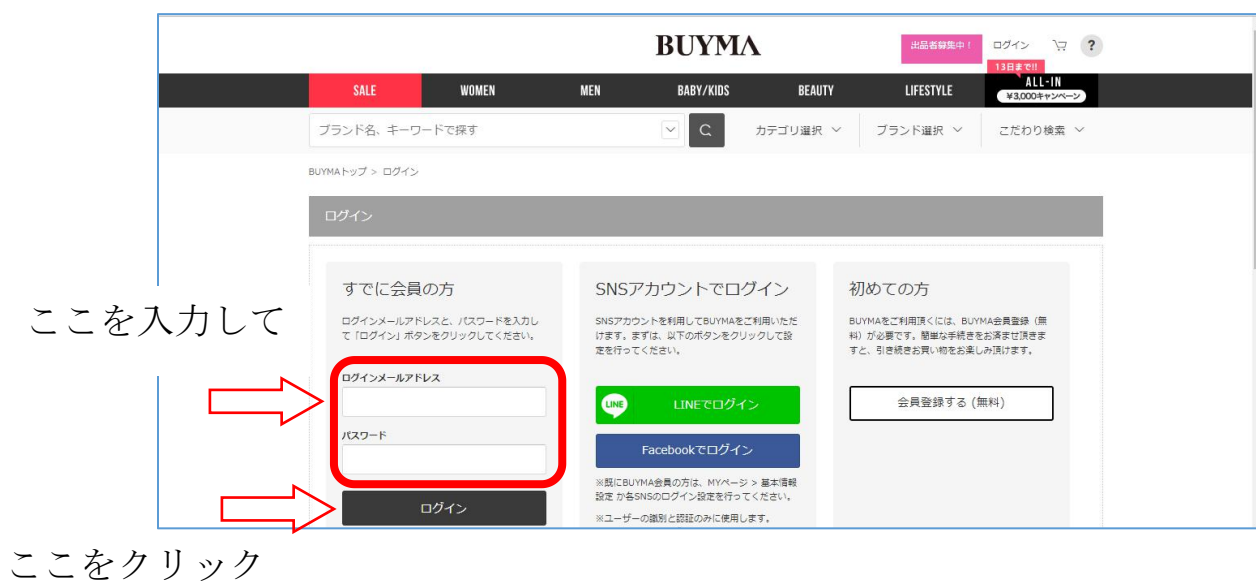 BUYMA
出品者募集中！
ログイン
?
13日まで!!
SALE
WOMEN
MEN
BABY/KIDS
BEAUTY
LIFESTYLE
ALL-IN
¥3,000キャンペーン
ブランド名、キーワードで探す
カテゴリ選択
ブランド選択
こだわり検索
BUYMAトップ > ログイン
ログイン
ここを入力して
すでに会員の方
ログインメールアドレスと、パスワードを入力し
て「ログイン」ボタンをクリックしてください。
ログインメールアドレス
パスワード
ログイン
ここをクリック
SNSアカウントでログイン
SNSアカウントを利用してBUYMAをご利用いただ
けます。まずは、以下のボタンをクリックして設
定を行ってください。
LINE
LINEでログイン
Facebookでログイン
※既にBUYMA会員の方は、MYページ > 基本情報
設定 か各SNSのログイン設定を行ってください。
※ユーザーの識別と認証のみに使用します。
初めての方
BUYMAをご利用頂くには、BUYMA会員登録（無
料）が必要です。簡単な手続きをお済ませ頂きま
すと、引き続きお買い物をお楽しみ頂けます。
会員登録する (無料)